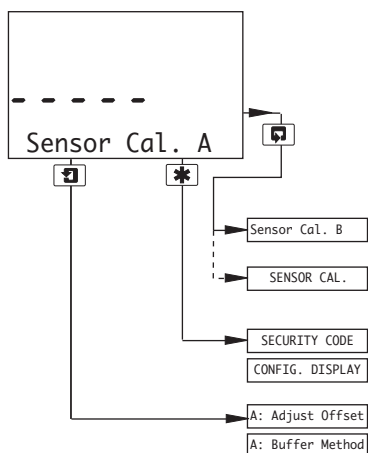 - - - - -
Sensor Cal. A
Sensor Cal. B
SENSOR CAL.
SECURITY CODE
CONFIG. DISPLAY
A: Adjust Offset
A: Buffer Method